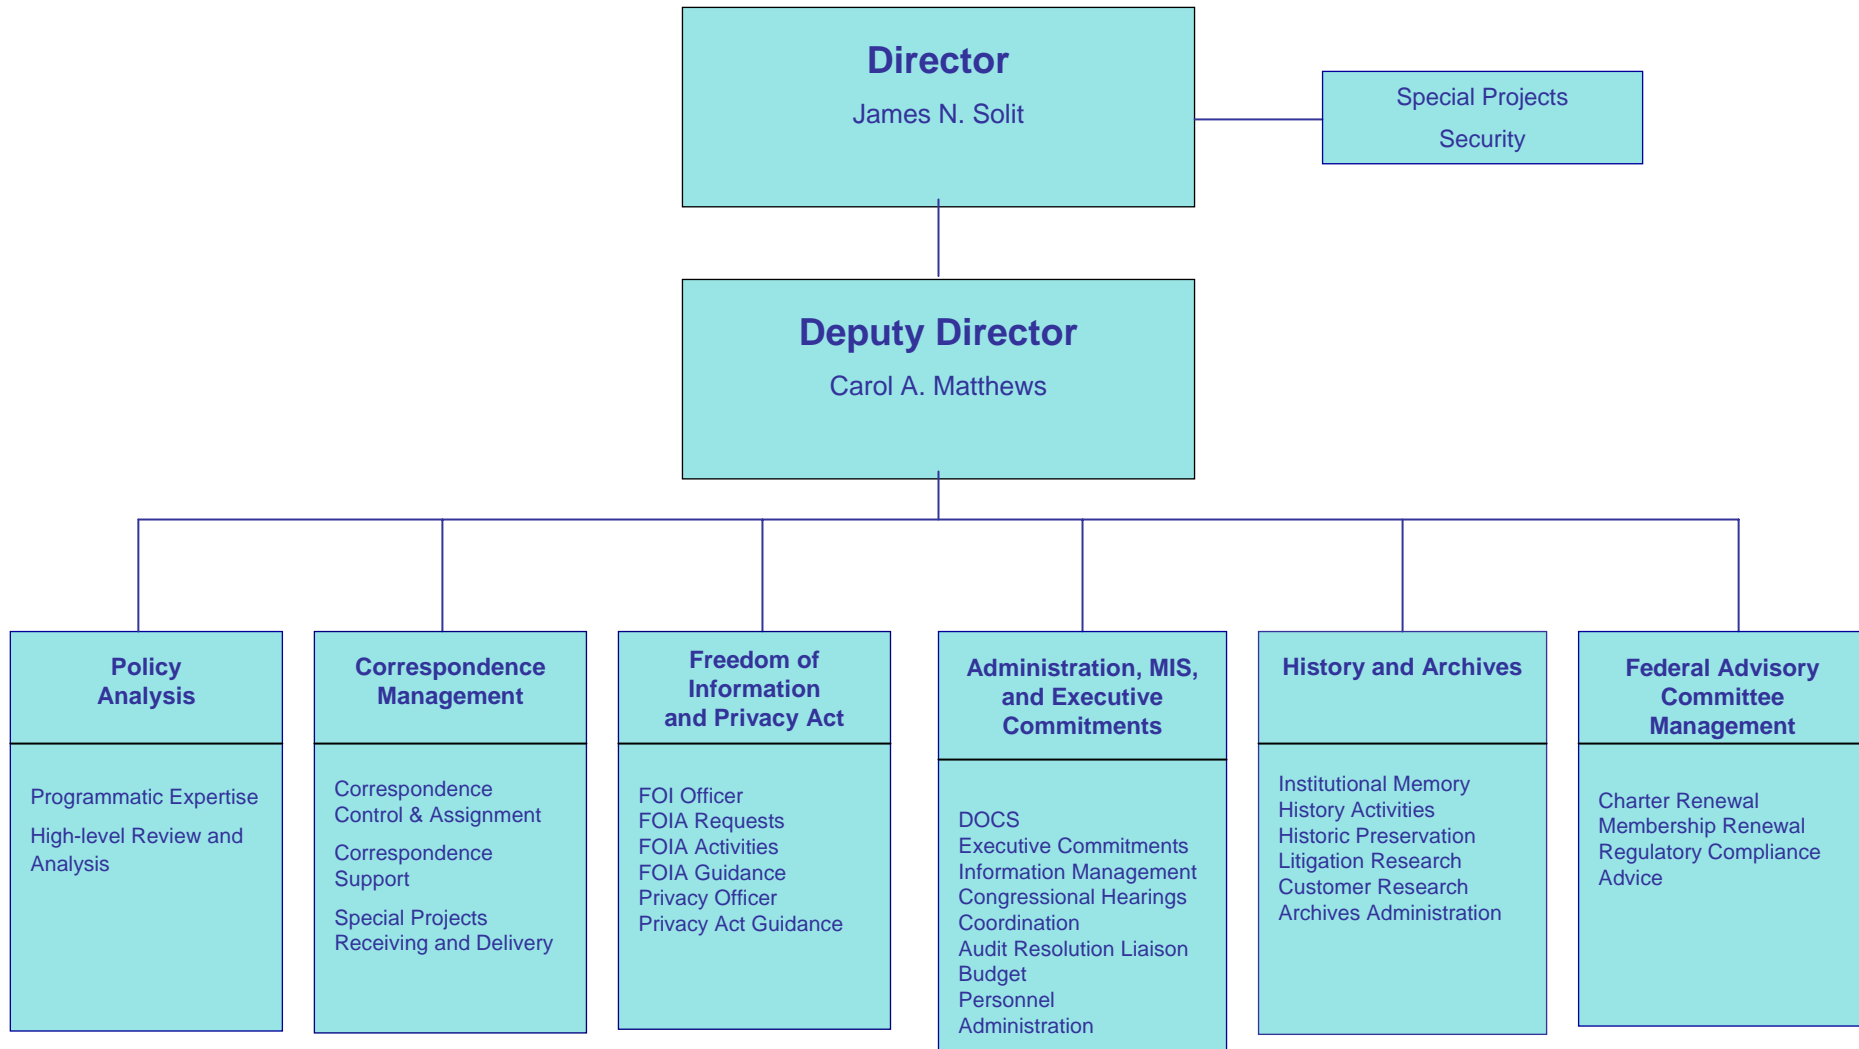 Director
James N. Solit
Special Projects
Security
Deputy Director
Carol A. Matthews
Policy
Analysis
Programmatic Expertise
High-level Review and
Analysis
Correspondence
Management
Correspondence
Control & Assignment
Correspondence
Support
Special Projects
Receiving and Delivery
Freedom of
Information
and Privacy Act
FOI Officer
FOIA Requests
FOIA Activities
FOIA Guidance
Privacy Officer
Privacy Act Guidance
Administration, MIS,
and Executive
Commitments
DOCS
Executive Commitments
Information Management
Congressional Hearings
Coordination
Audit Resolution Liaison
Budget
Personnel
Administration
History and Archives
Institutional Memory
History Activities
Historic Preservation
Litigation Research
Customer Research
Archives Administration
Federal Advisory
Committee
Management
Charter Renewal
Membership Renewal
Regulatory Compliance
Advice